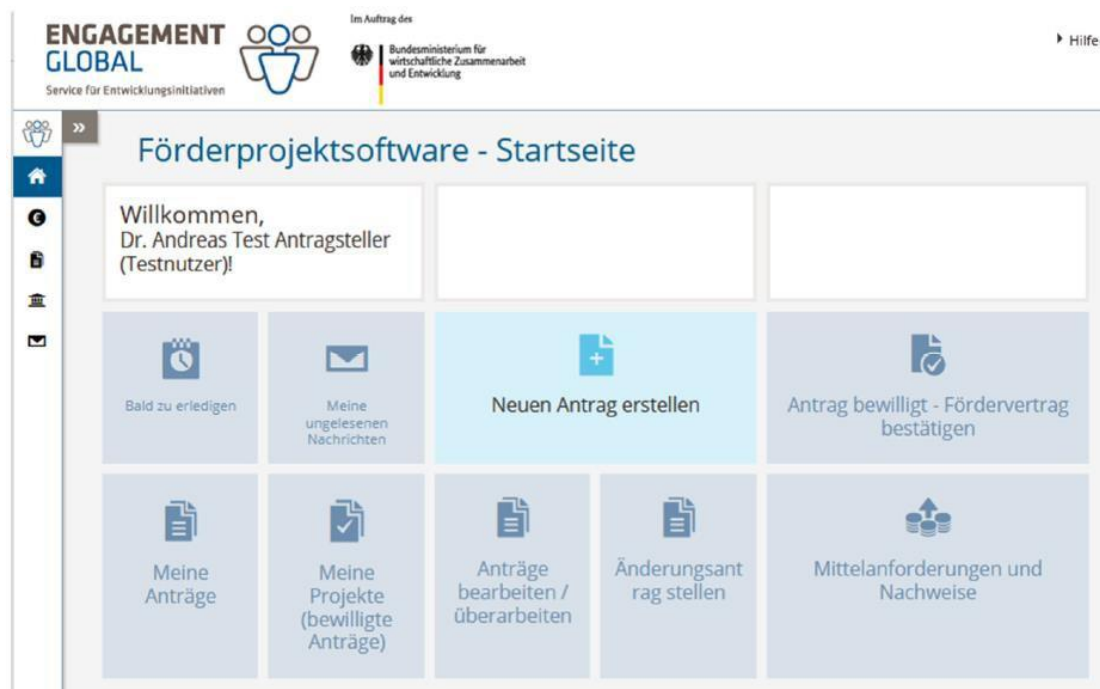 ENGAGEMENT
GLOBAL
Service für Entwicklungsinitiativen
Im Auftrag des
Bundesministerium für
wirtschaftliche Zusammenarbeit
und Entwicklung
Hilfe
»
Förderprojektsoftware - Startseite
Willkommen,
Dr. Andreas Test Antragsteller
(Testnutzer)!
Bald zu erledigen
Meine
ungelesenen
Nachrichten
Neuen Antrag erstellen
Antrag bewilligt - Fördervertrag
bestätigen
Meine
Anträge
Meine
Projekte
(bewilligte
Anträge)
Anträge
bearbeiten /
überarbeiten
Änderungsant
rag stellen
Mittelanforderungen und
Nachweise